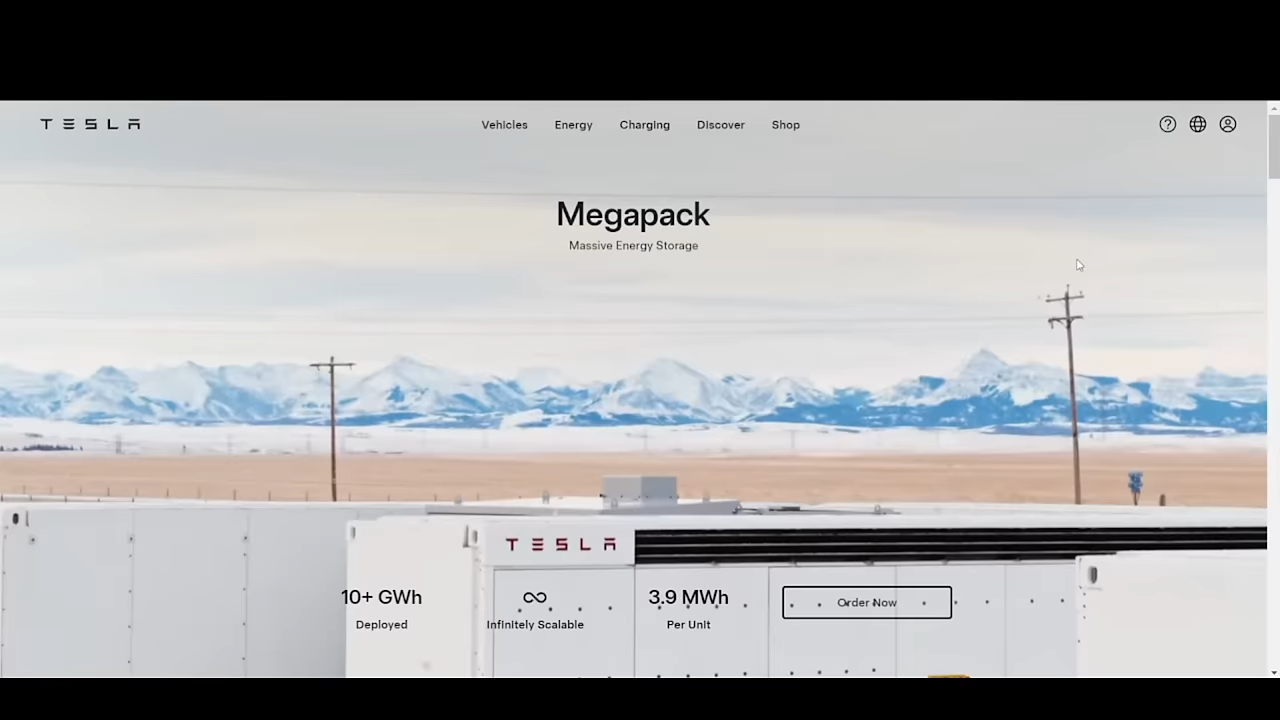 TESLA
Vehicles Energy Charging Discover Shop
Megapack
Massive Energy Storage
TESLA
10+ GWh
Deployed
∞
Infinitely Scalable
3.9 MWh
Per Unit
Order Now